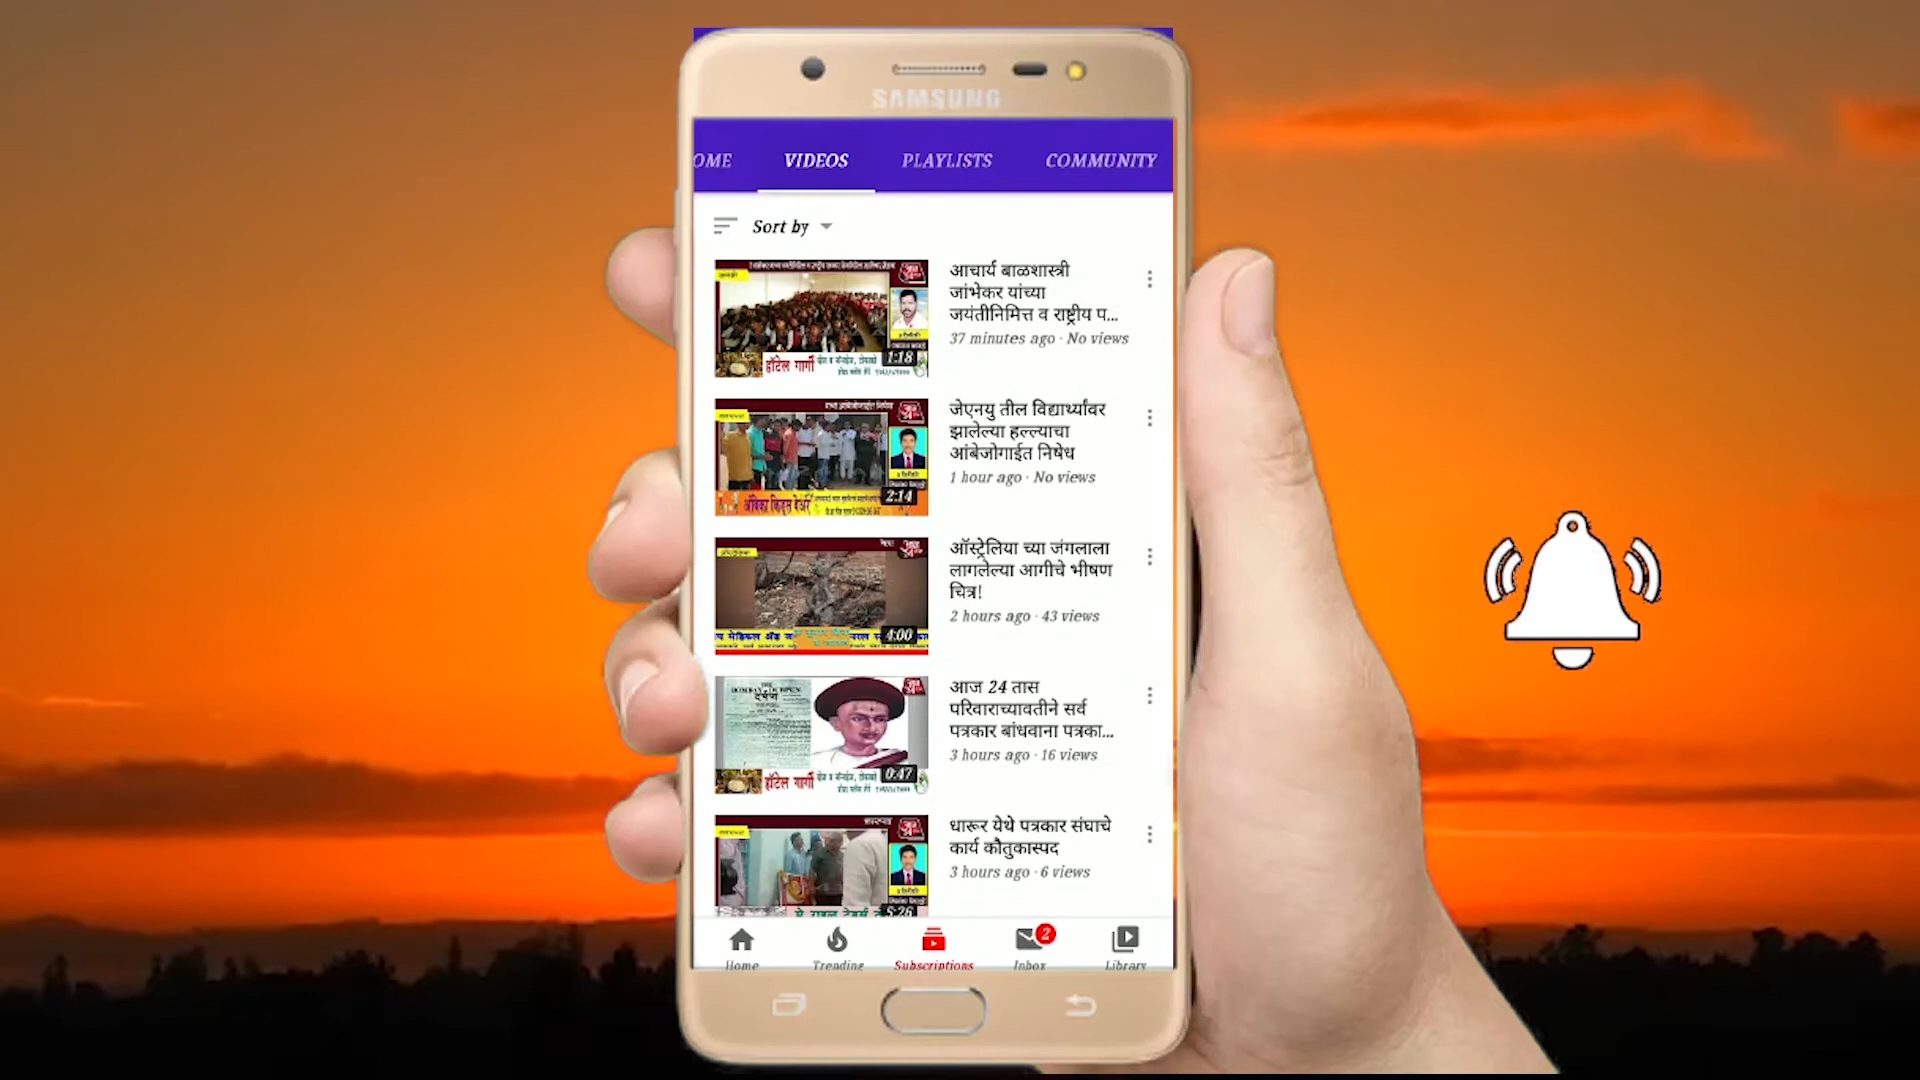 SAMSUNG
OME VIDEOS PLAYLISTS COMMUNITY
Sort by
आचार्य बाळशास्त्री
जांभेकर यांच्या
जयंतीनिमित्त व राष्ट्रीय प...
37 minutes ago · No views
1:18
हॉटेल गार्गी
जेएनयु तील विद्यार्थ्यांवर
झालेल्या हल्ल्याचा
आंबेजोगाईत निषेध
1 hour ago · No views
2:14
अंबिका किड्स वेअर
ऑस्ट्रेलिया च्या जंगलाला
लागलेल्या आगीचे भीषण
चित्र!
2 hours ago · 43 views
4:00
आज 24 तास
परिवाराच्यावतीने सर्व
पत्रकार बांधवाना पत्रका...
3 hours ago · 16 views
0:47
हॉटेल गार्गी
धारूर येथे पत्रकार संघाचे
कार्य कौतुकास्पद
3 hours ago · 6 views
5:26
2
Home Trending Subscriptions Inbox Library